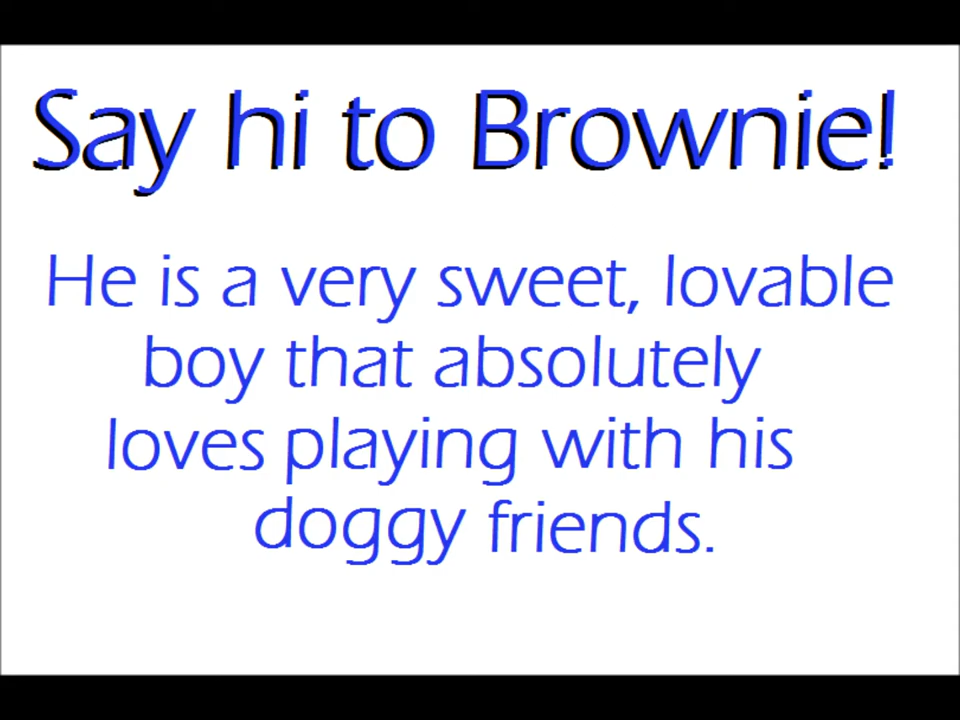 Say hi to Brownie!
He is a very sweet, lovable
boy that absolutely
loves playing with his
doggy friends.